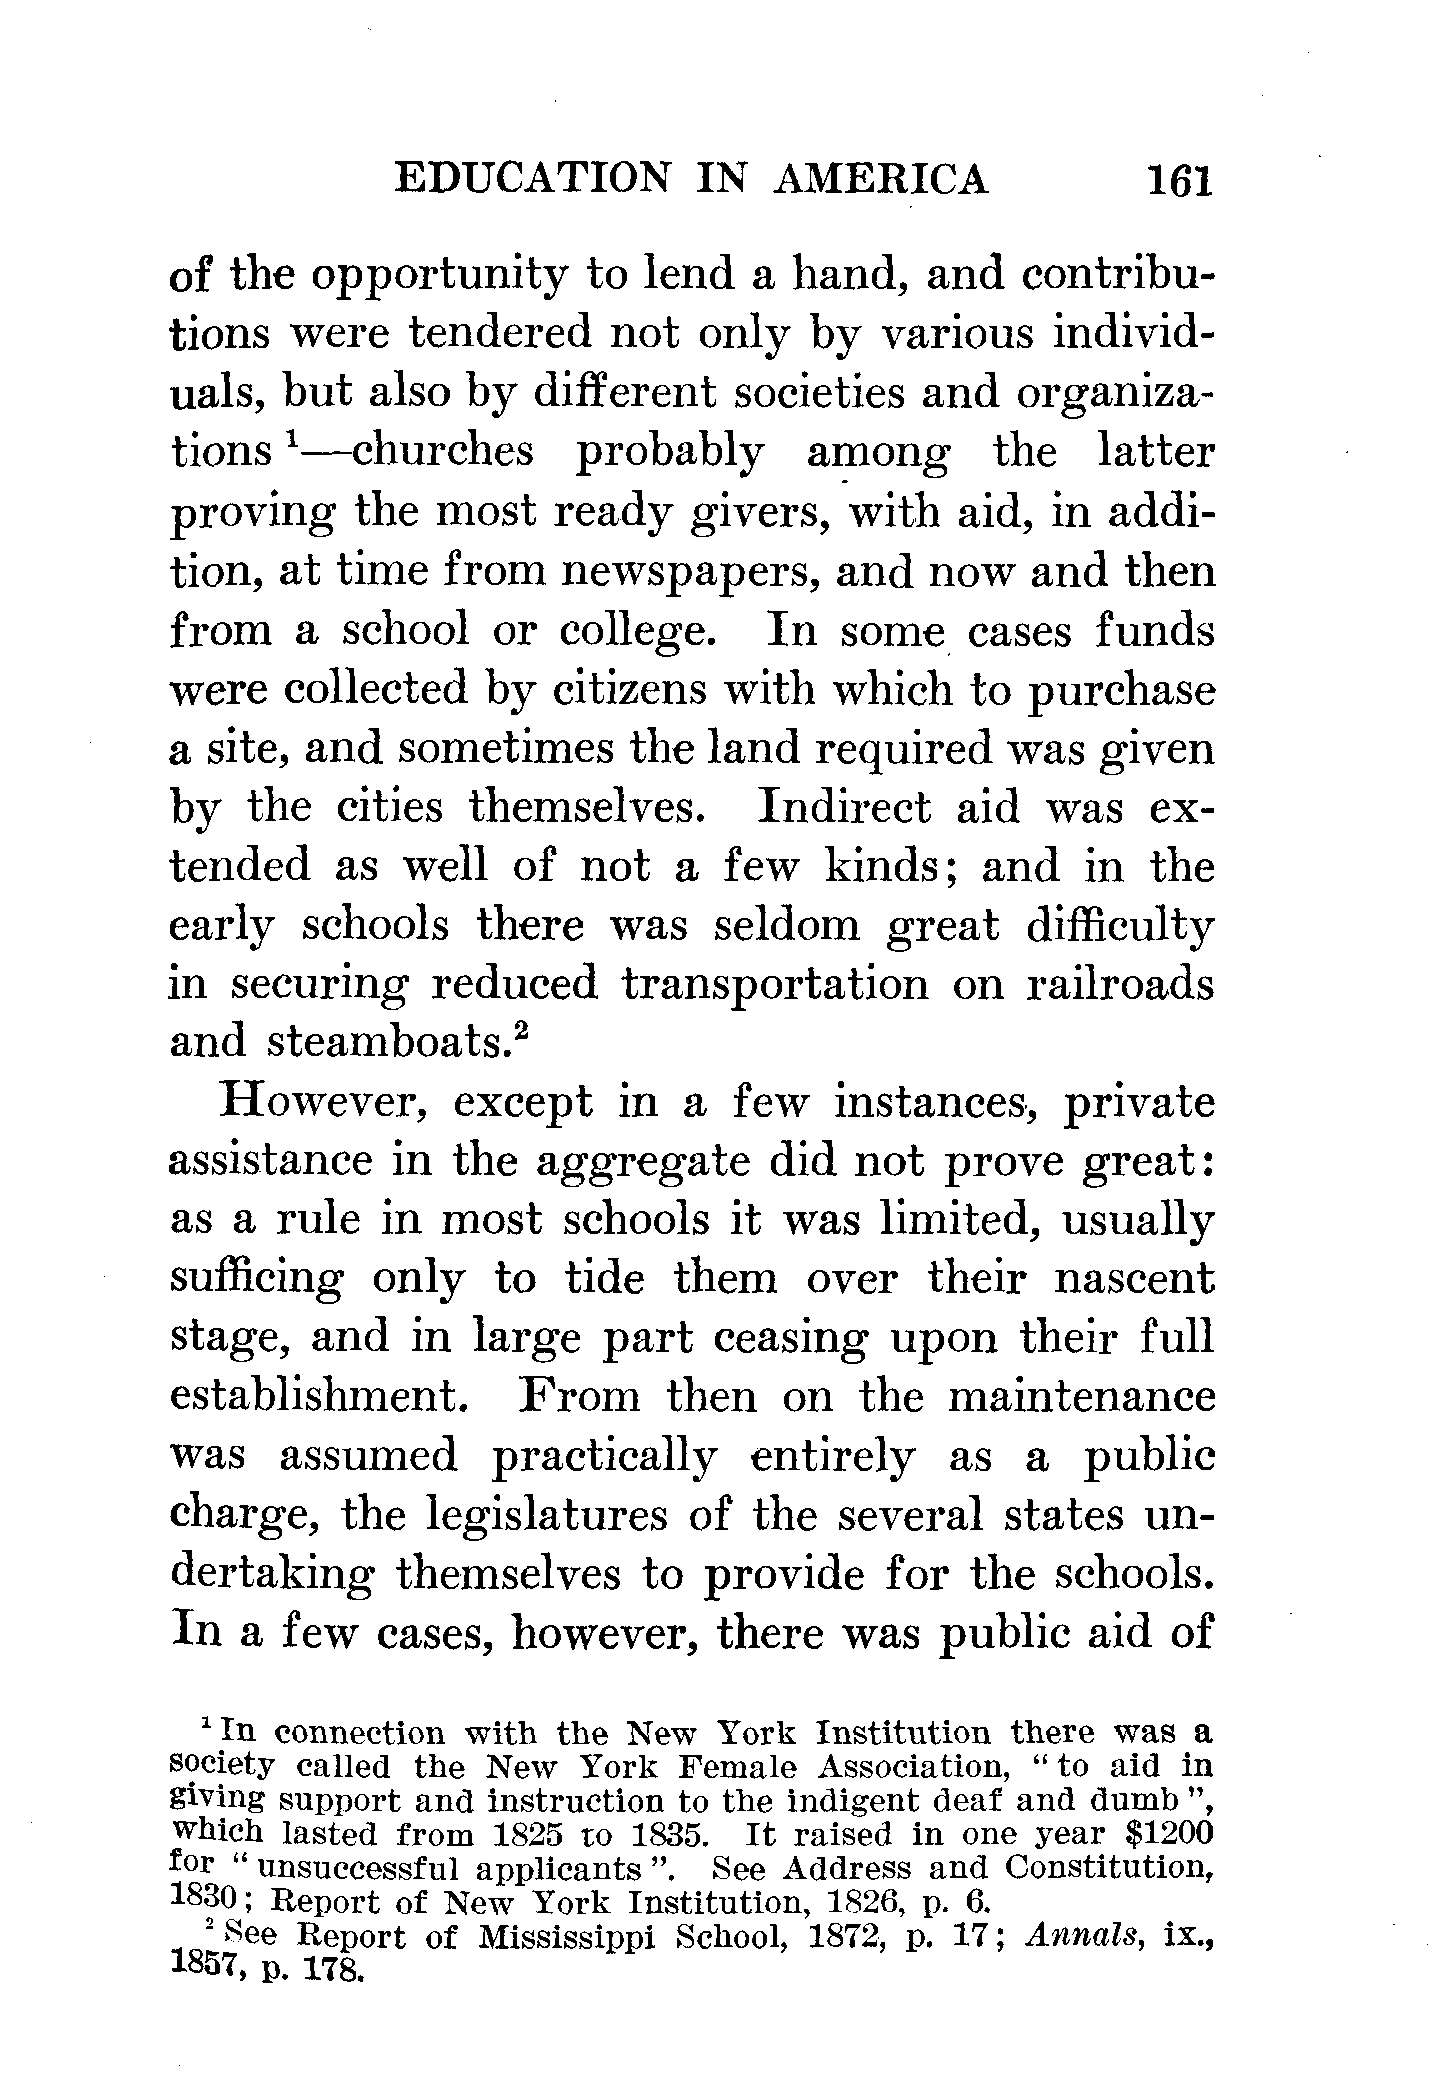 EDUCATION IN AMERICA 161
of the opportunity to lend a hand, and contribu-
tions were tendered not only by various individ-
uals, but also by different societies and organiza-
tions ¹—churches probably among the latter
proving the most ready givers, with aid, in addi-
tion, at time from newspapers, and now and then
from a school or college. In some cases funds
were collected by citizens with which to purchase
a site, and sometimes the land required was given
by the cities themselves. Indirect aid was ex-
tended as well of not a few kinds; and in the
early schools there was seldom great difficulty
in securing reduced transportation on railroads
and steamboats.²
However, except in a few instances, private
assistance in the aggregate did not prove great:
as a rule in most schools it was limited, usually
sufficing only to tide them over their nascent
stage, and in large part ceasing upon their full
establishment. From then on the maintenance
was assumed practically entirely as a public
charge, the legislatures of the several states un-
dertaking themselves to provide for the schools.
In a few cases, however, there was public aid of
¹ In connection with the New York Institution there was a
society called the New York Female Association, "to aid in
giving support and instruction to the indigent deaf and dumb",
which lasted from 1825 to 1835. It raised in one year $1200
for "unsuccessful applicants". See Address and Constitution,
1830; Report of New York Institution, 1826, p. 6.
² See Report of Mississippi School, 1872, p. 17; Annals, ix.,
1857, p. 178.